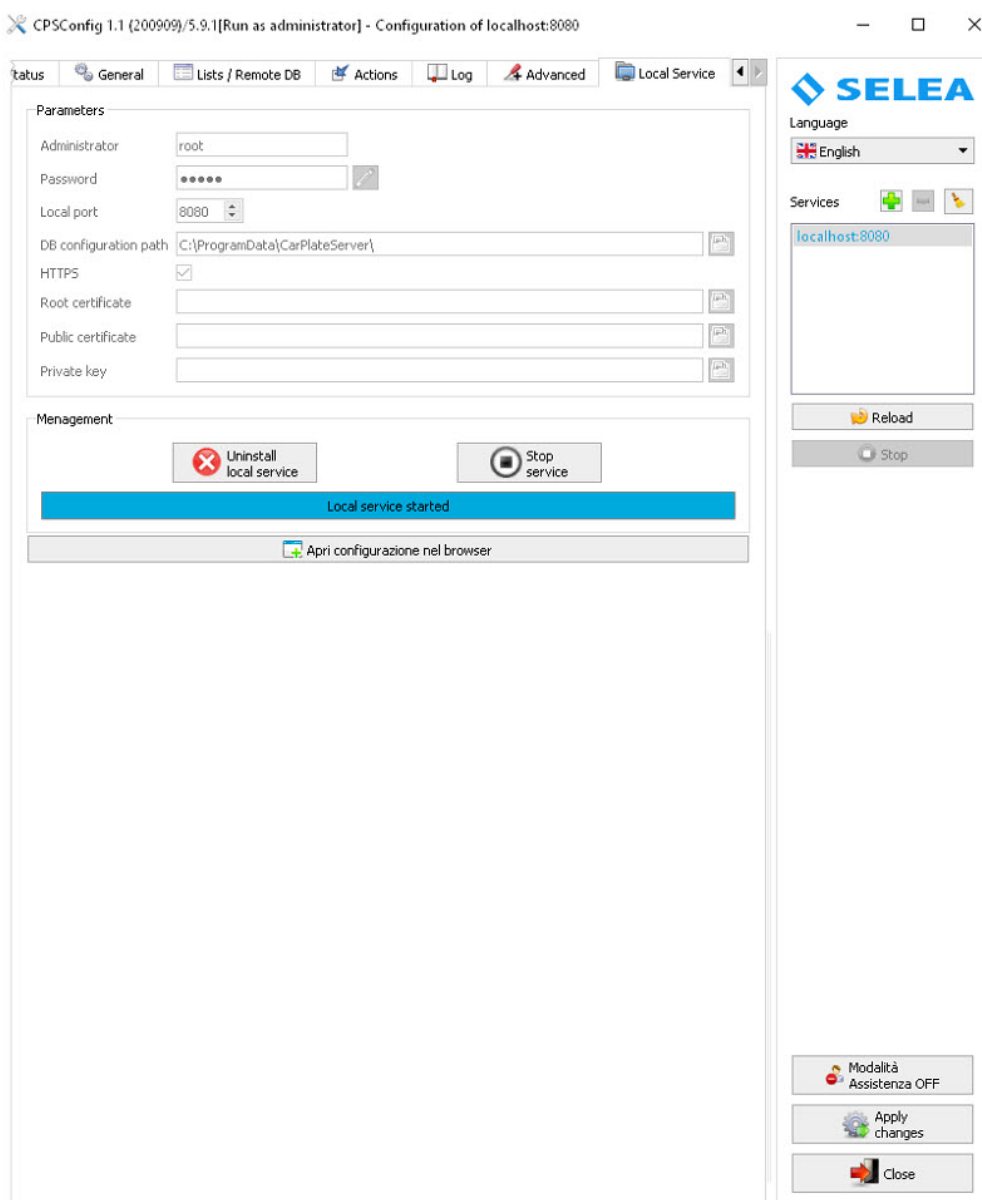 CPSConfig 1.1 (200909)/5.9.1[Run as administrator] - Configuration of localhost:8080
tatus
General
Lists / Remote DB
Actions
Log
Advanced
Local Service
Parameters
Administrator
root
Password
●●●●●
Local port
8080
DB configuration path
C:\ProgramData\CarPlateServer\
HTTPS
Root certificate
Public certificate
Private key
Menagement
Uninstall
local service
Stop
service
Local service started
Apri configurazione nel browser
SELEA
Language
English
Services
localhost:8080
Reload
Stop
Modalità
Assistenza OFF
Apply
changes
Close